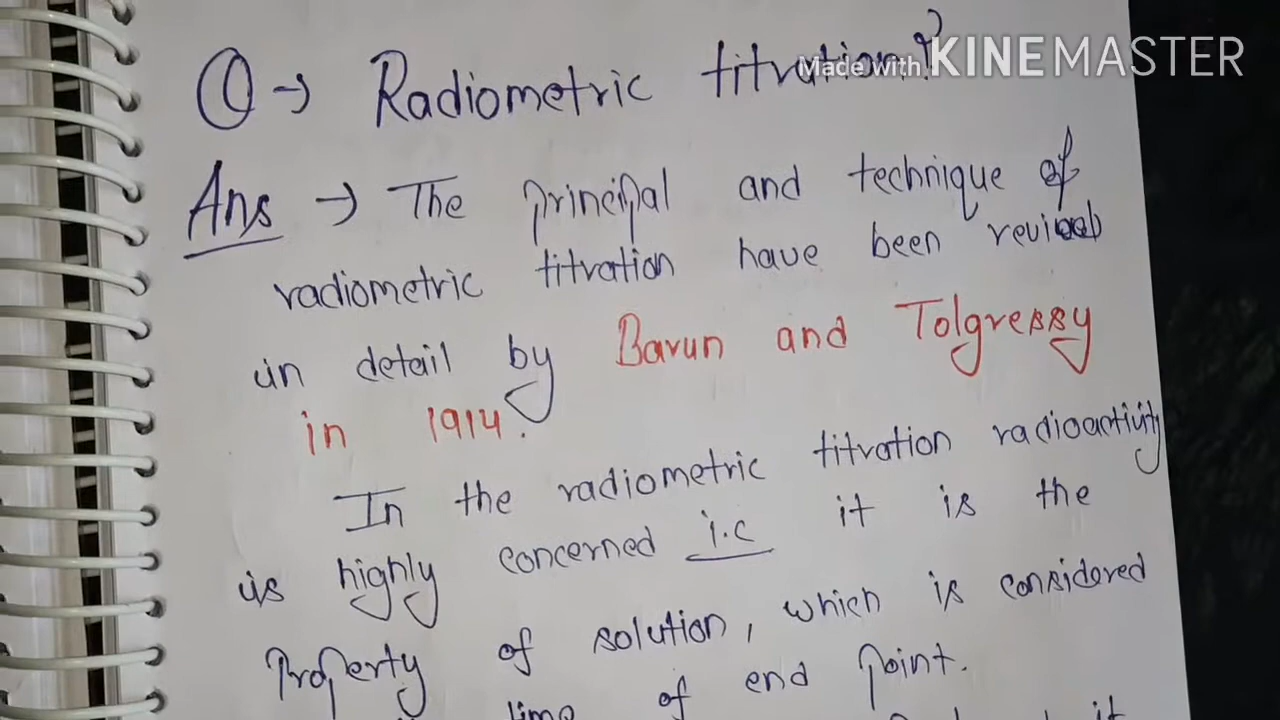 Q → Radiometric titration?
Made with KINEMASTER
Ans → The principal and technique of
radiometric titration have been
in detail by Barun and Tolgressy
in 1914.
In the radiometric titration radioactivity
is highly concerned i.e it is the
property of solution, which is considered
time of end point.
it